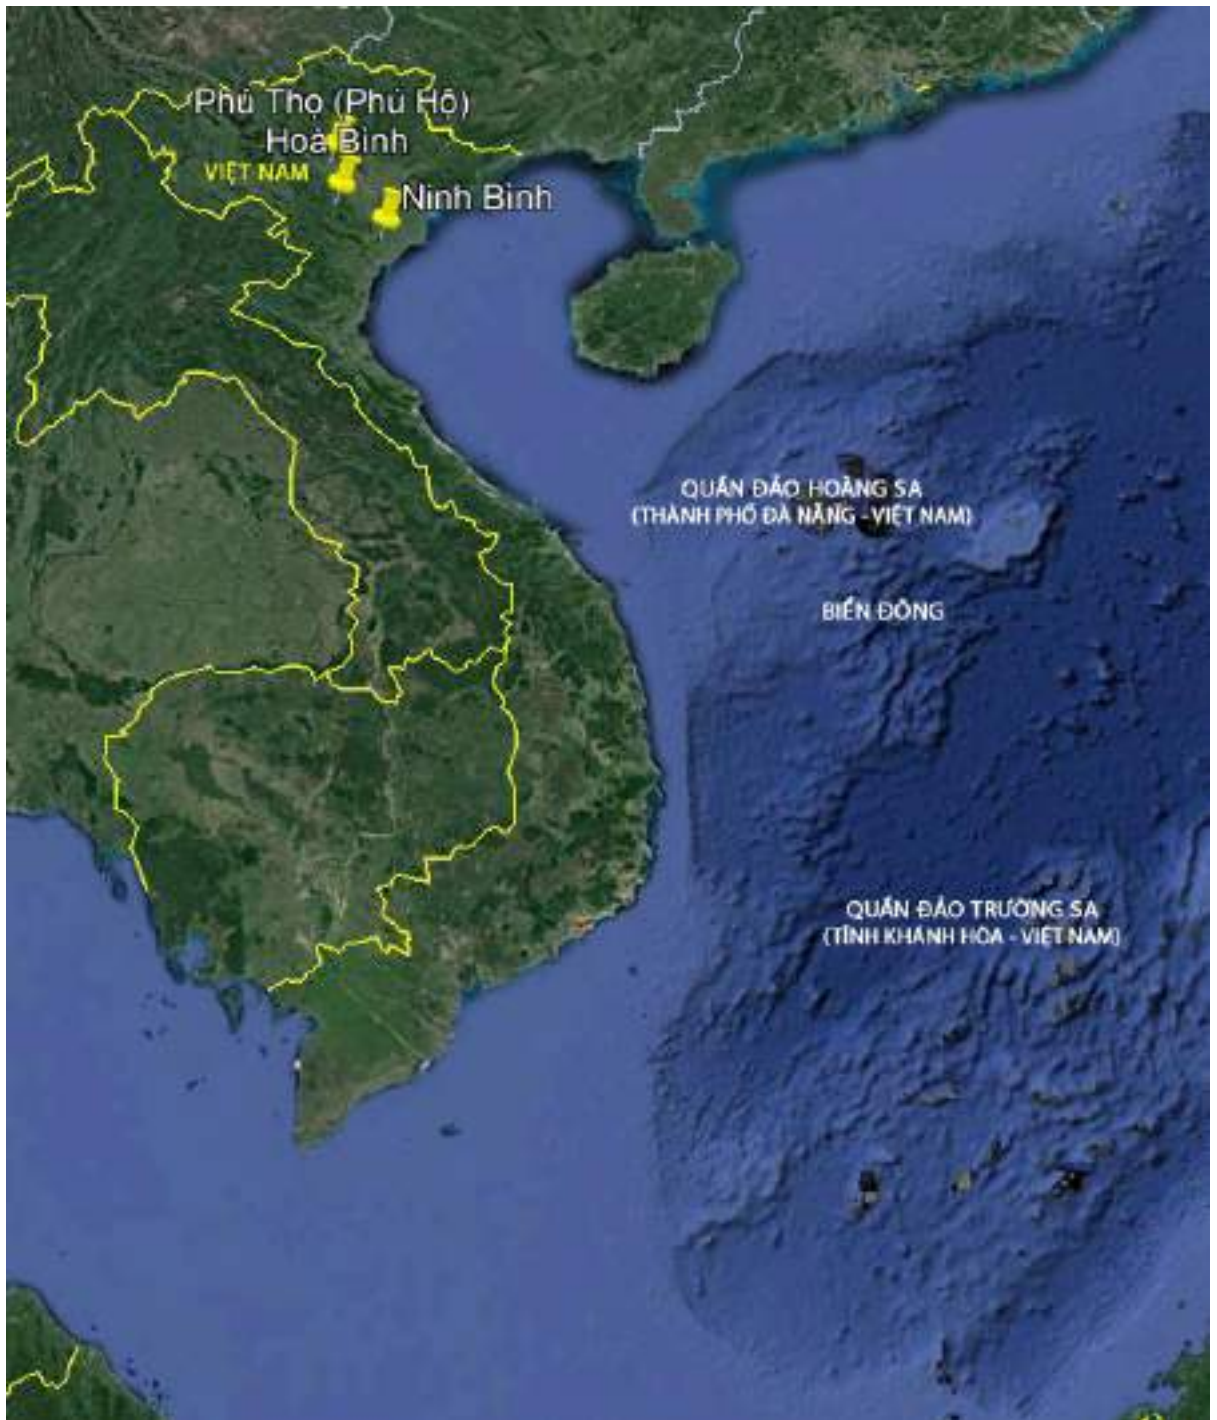 Phú Thọ (Phú Hộ)
Hoà Bình
VIỆT NAM
Ninh Bình
QUẦN ĐẢO HOÀNG SA
(THÀNH PHỐ ĐÀ NẴNG - VIỆT NAM)
BIỂN ĐÔNG
QUẦN ĐẢO TRƯỜNG SA
(TỈNH KHÁNH HÒA - VIỆT NAM)